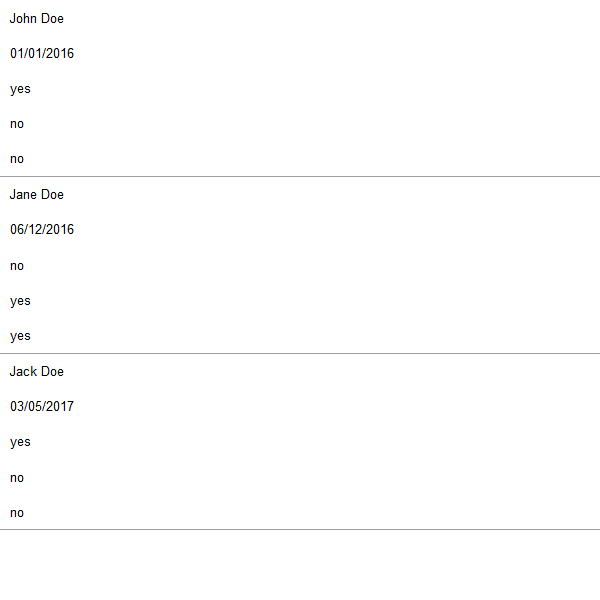 John Doe
01/01/2016
yes
no
no
Jane Doe
06/12/2016
no
yes
yes
Jack Doe
03/05/2017
yes
no
no